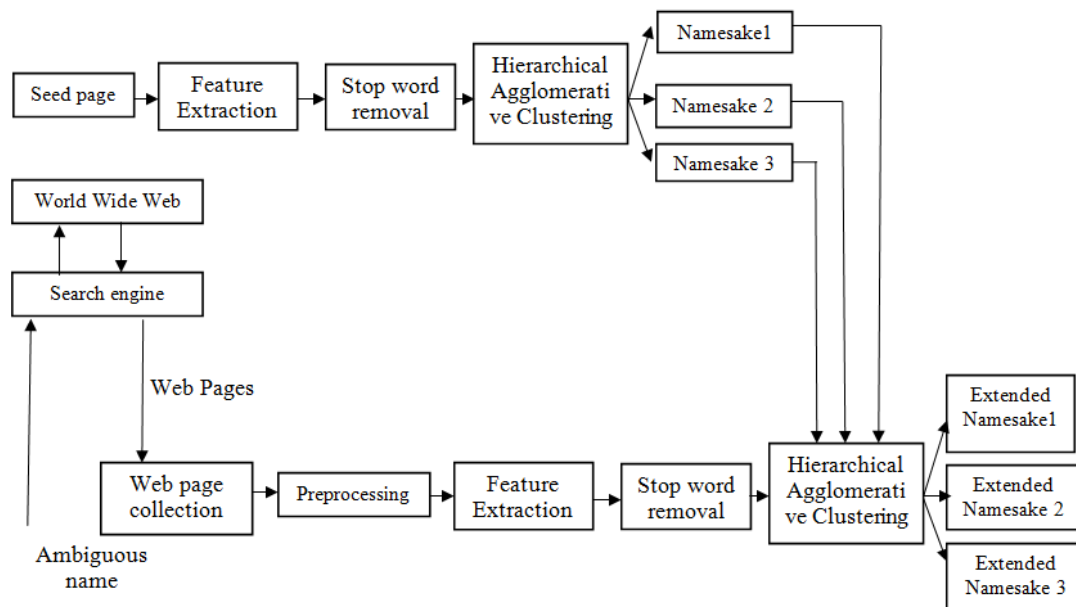 Seed page
Feature
Extraction
Stop word
removal
Hierarchical
Agglomerati
ve Clustering
Namesake1
Namesake 2
Namesake 3
World Wide Web
Search engine
Web Pages
Ambiguous
name
Web page
collection
Preprocessing
Feature
Extraction
Stop word
removal
Hierarchical
Agglomerati
ve Clustering
Extended
Namesake1
Extended
Namesake 2
Extended
Namesake 3